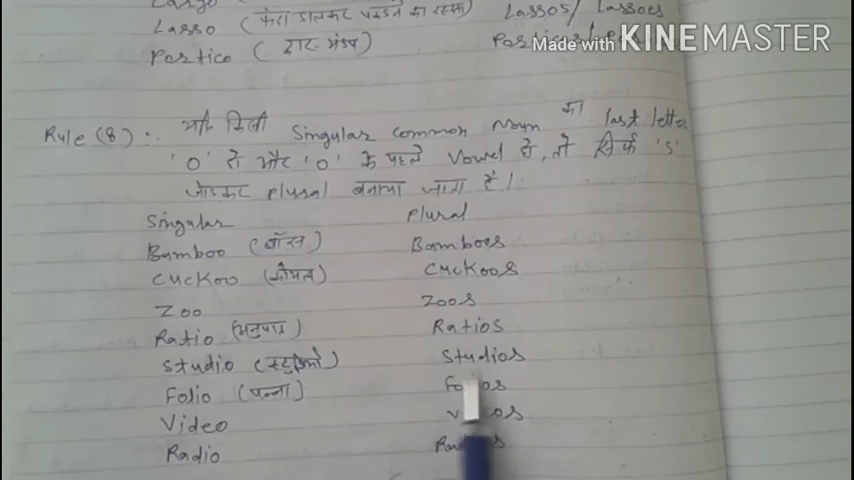 Lasso ( फंदा डालकर पकड़ने का रस्सा ) Lassos/ Lassoes
Portico ( द्वार-मंडप )
Made with KINEMASTER
Rule (8) :. यदि किसी Singular common Noun का last letter
'O' हो और 'O' के पहले Vowel हो, तो सिर्फ 'S'
जोड़कर plural बनाया जाता है।
Singular Plural
Bamboo (बाँस) Bamboos
Cuckoo (कोयल) Cuckoos
Zoo Zoos
Ratio (अनुपात) Ratios
Studio (स्टुडियो) Studios
Folio (पन्ना)
Video
Radio